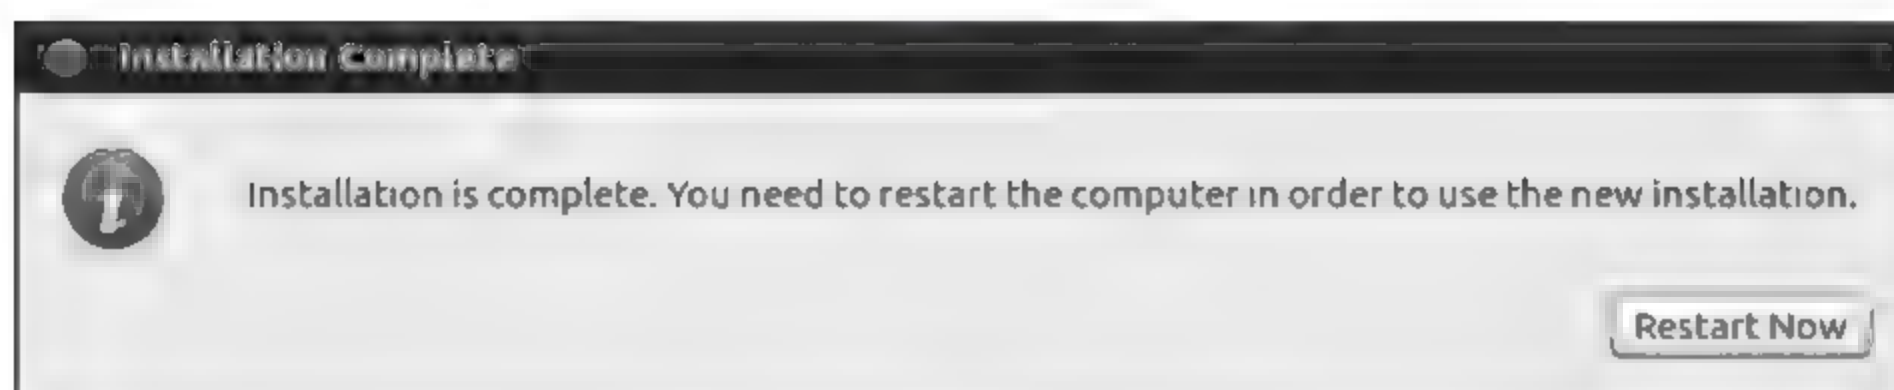 Installation Complete
Installation is complete. You need to restart the computer in order to use the new installation.
Restart Now